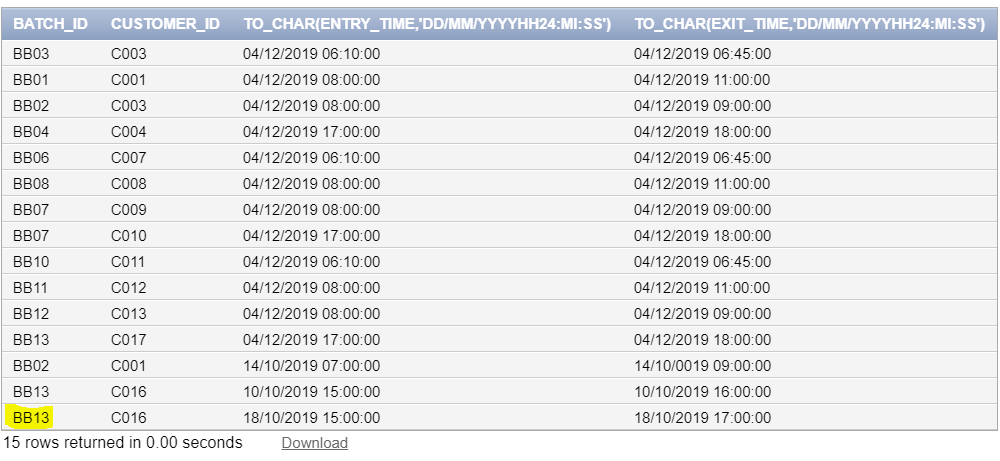 BATCH_ID CUSTOMER_ID TO_CHAR(ENTRY_TIME,'DD/MM/YYYYHH24:MI:SS') TO_CHAR(EXIT_TIME,'DD/MM/YYYYHH24:MI:SS')
BB03 C003 04/12/2019 06:10:00 04/12/2019 06:45:00
BB01 C001 04/12/2019 08:00:00 04/12/2019 11:00:00
BB02 C003 04/12/2019 08:00:00 04/12/2019 09:00:00
BB04 C004 04/12/2019 17:00:00 04/12/2019 18:00:00
BB06 C007 04/12/2019 06:10:00 04/12/2019 06:45:00
BB08 C008 04/12/2019 08:00:00 04/12/2019 11:00:00
BB07 C009 04/12/2019 08:00:00 04/12/2019 09:00:00
BB07 C010 04/12/2019 17:00:00 04/12/2019 18:00:00
BB10 C011 04/12/2019 06:10:00 04/12/2019 06:45:00
BB11 C012 04/12/2019 08:00:00 04/12/2019 11:00:00
BB12 C013 04/12/2019 08:00:00 04/12/2019 09:00:00
BB13 C017 04/12/2019 17:00:00 04/12/2019 18:00:00
BB02 C001 14/10/2019 07:00:00 14/10/0019 09:00:00
BB13 C016 10/10/2019 15:00:00 10/10/2019 16:00:00
BB13 C016 18/10/2019 15:00:00 18/10/2019 17:00:00
15 rows returned in 0.00 seconds Download